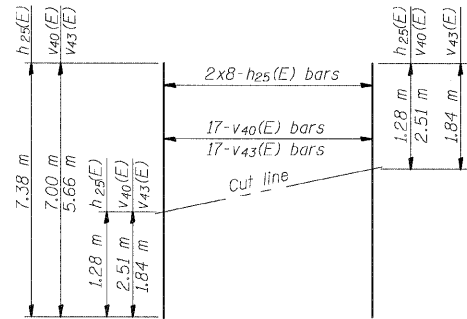 h25(E)
v40(E)
v43(E)
7.38 m
7.00 m
5.66 m
h25(E)
v40(E)
v43(E)
1.28 m
2.51 m
1.84 m
2x8-h25(E) bars
17-v40(E) bars
17-v43(E) bars
Cut line
h25(E)
v40(E)
v43(E)
1.28 m
2.51 m
1.84 m